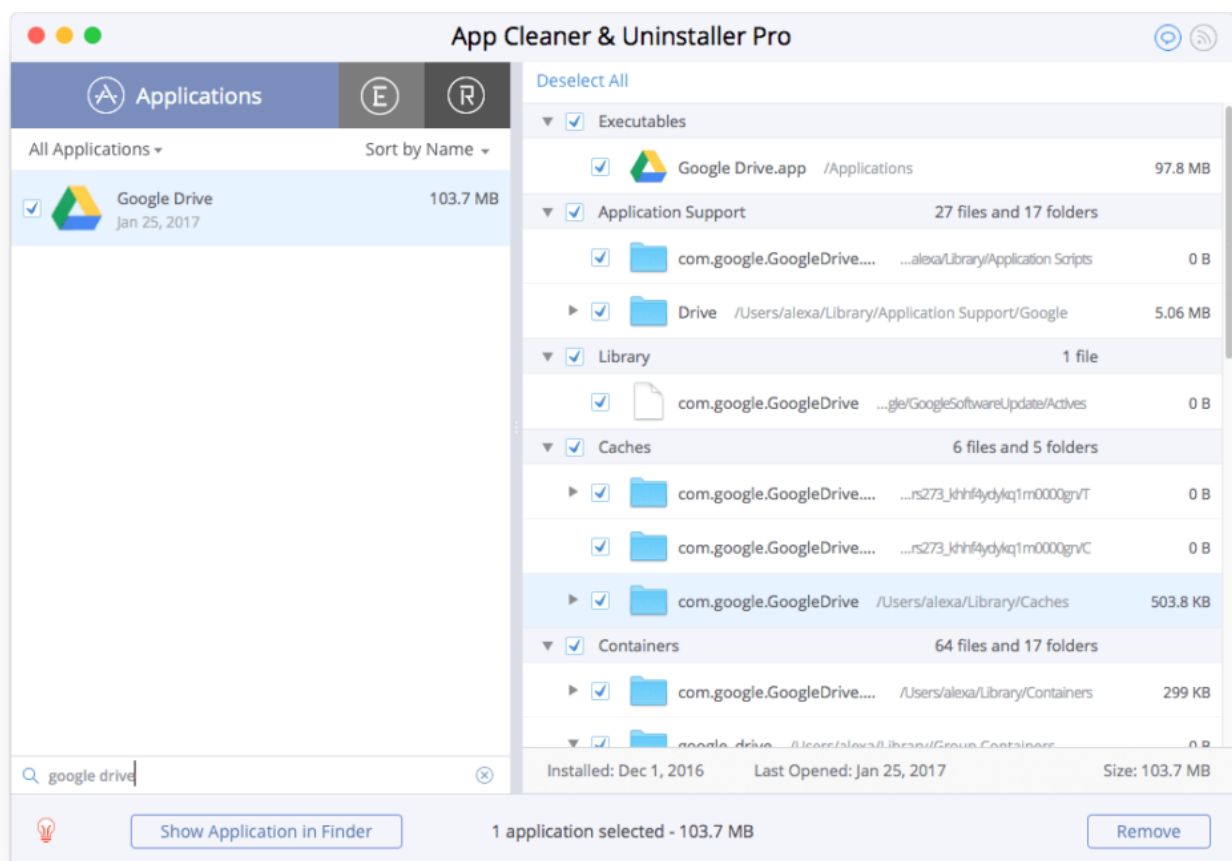 App Cleaner & Uninstaller Pro
Applications
E
R
All Applications
Sort by Name
Google Drive
103.7 MB
Jan 25, 2017
google drive
Deselect All
Executables
Google Drive.app /Applications 97.8 MB
Application Support 27 files and 17 folders
com.google.GoogleDrive.... ...alexa/Library/Application Scripts 0 B
Drive /Users/alexa/Library/Application Support/Google 5.06 MB
Library 1 file
com.google.GoogleDrive ...gle/GoogleSoftwareUpdate/Actives 0 B
Caches 6 files and 5 folders
com.google.GoogleDrive.... ...rs273_khhf4ydykq1m0000gn/T 0 B
com.google.GoogleDrive.... ...rs273_khhf4ydykq1m0000gn/C 0 B
com.google.GoogleDrive /Users/alexa/Library/Caches 503.8 KB
Containers 64 files and 17 folders
com.google.GoogleDrive.... /Users/alexa/Library/Containers 299 KB
google_drive /Users/alexa/Library/Group Containers 0 B
Installed: Dec 1, 2016 Last Opened: Jan 25, 2017 Size: 103.7 MB
Show Application in Finder
1 application selected - 103.7 MB
Remove